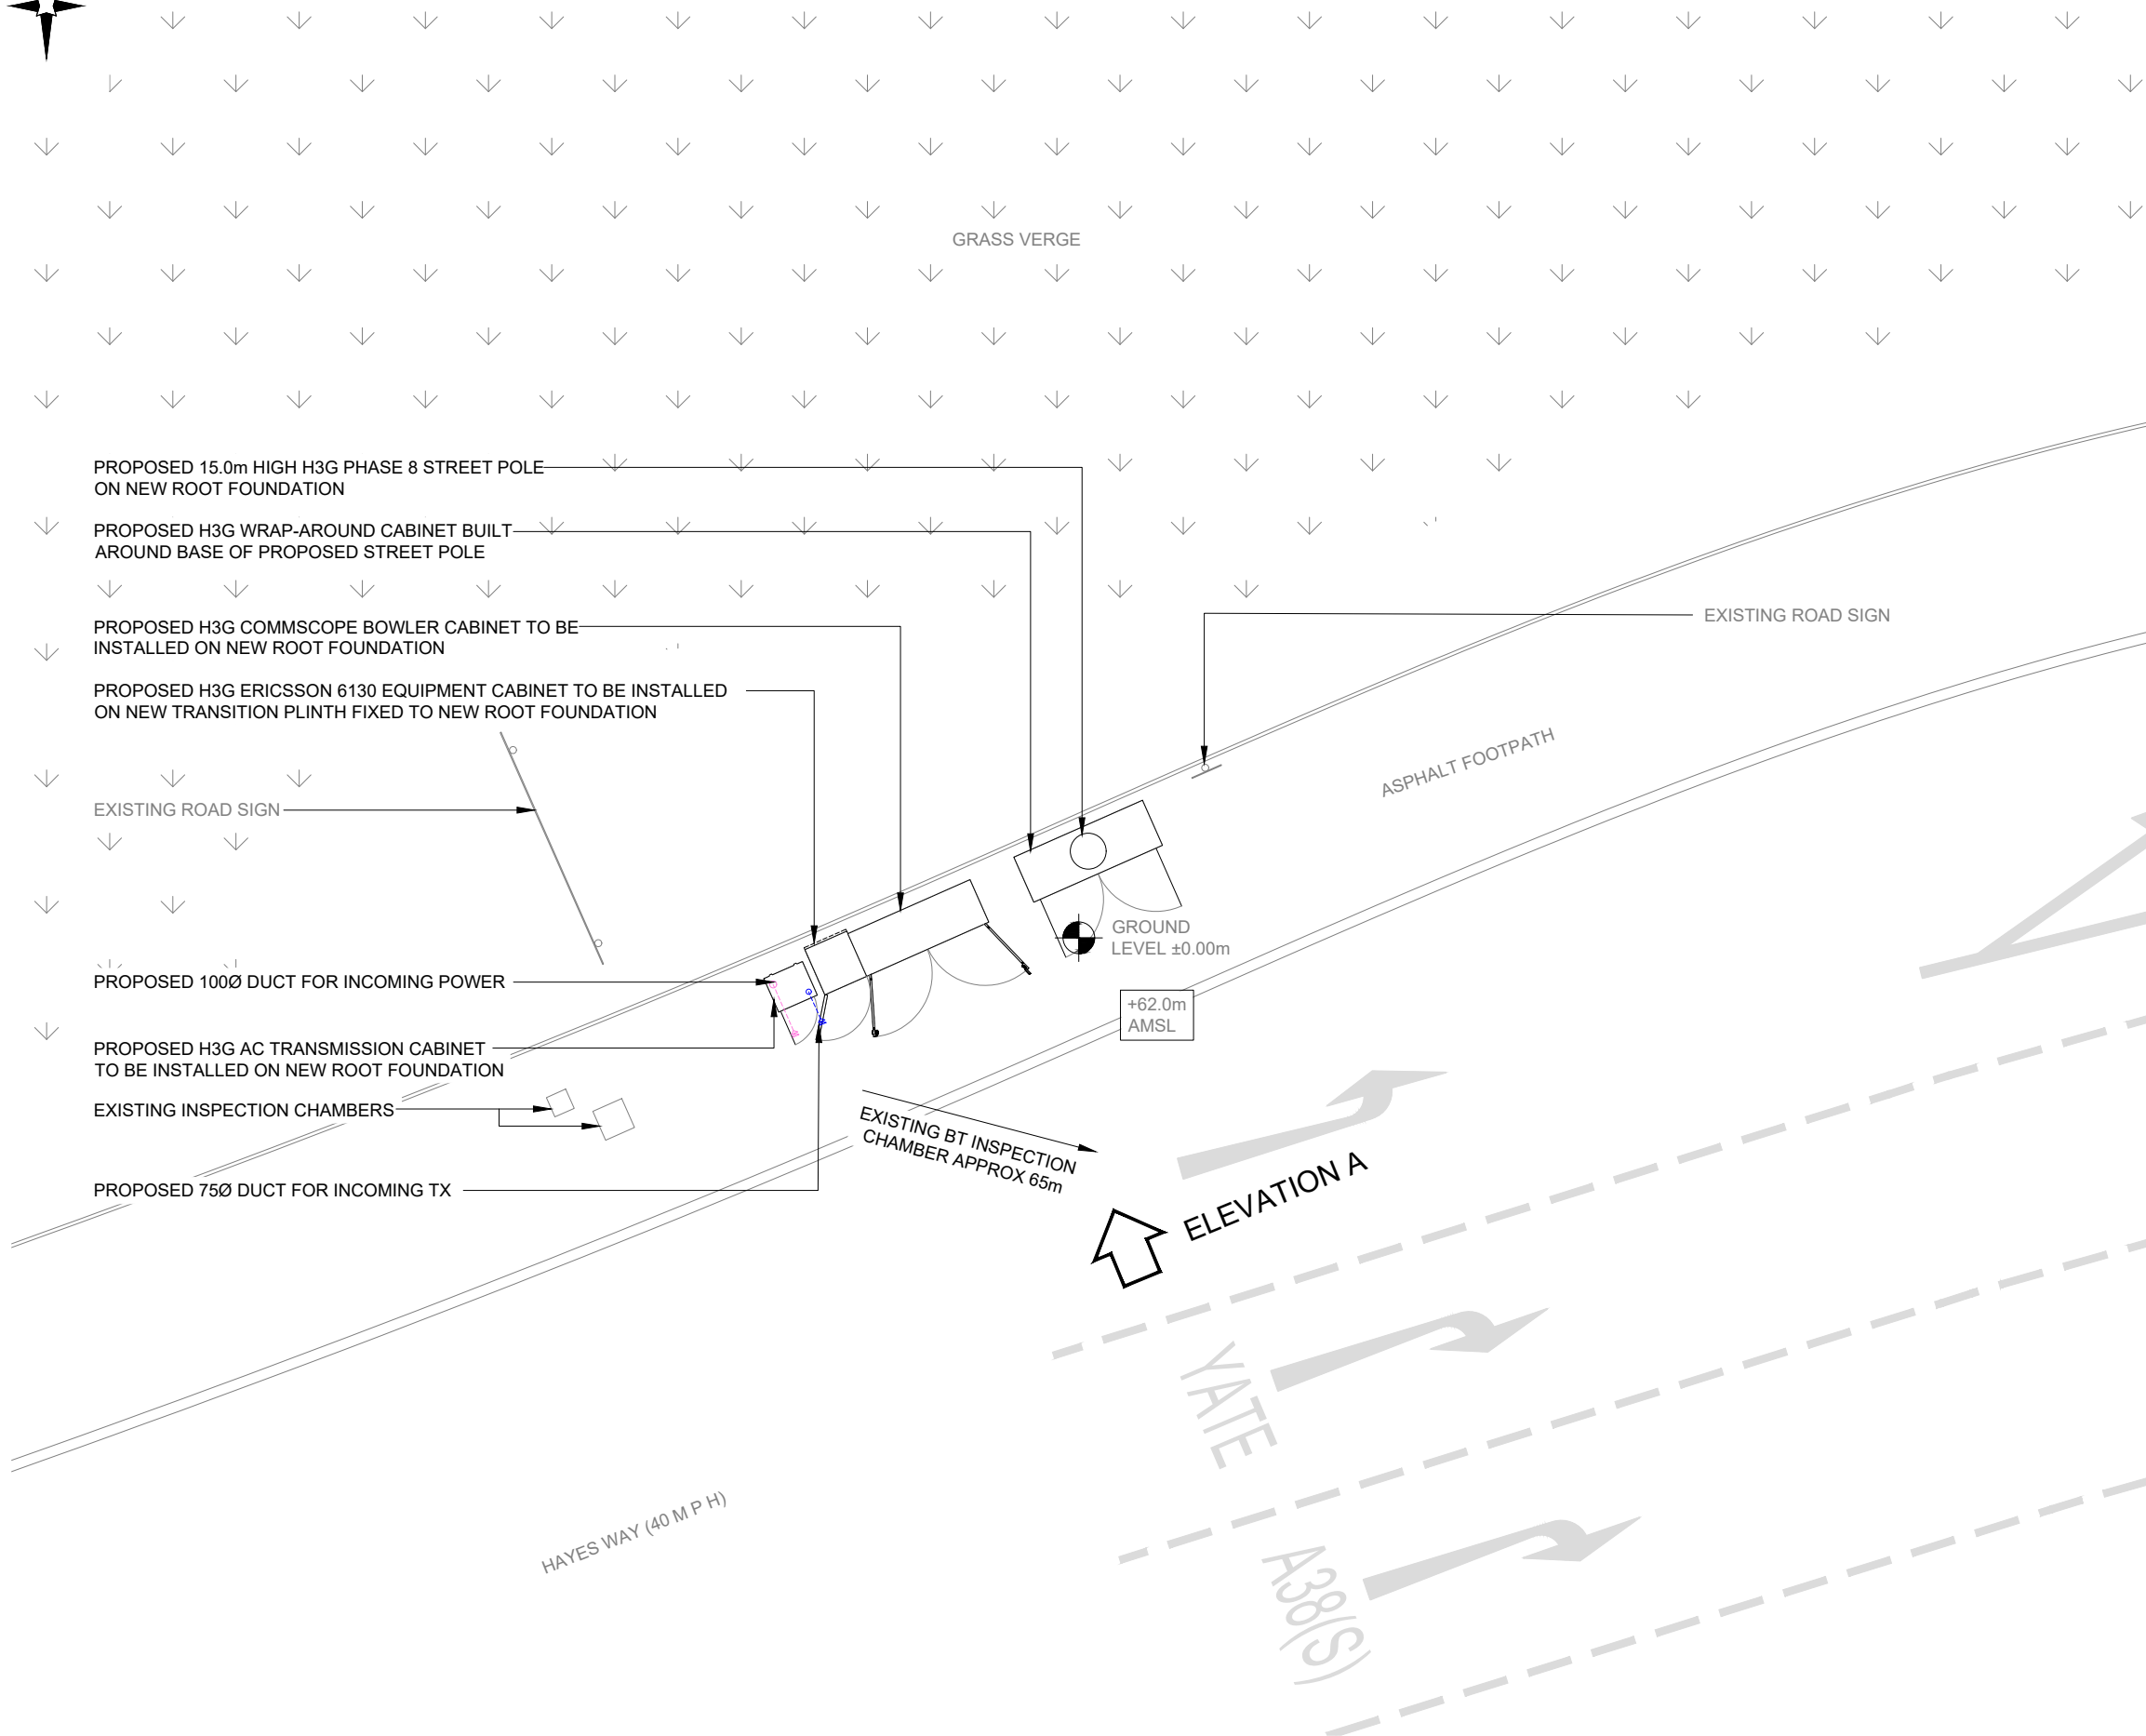 GRASS VERGE
PROPOSED 15.0m HIGH H3G PHASE 8 STREET POLE
ON NEW ROOT FOUNDATION
PROPOSED H3G WRAP-AROUND CABINET BUILT
AROUND BASE OF PROPOSED STREET POLE
PROPOSED H3G COMMSCOPE BOWLER CABINET TO BE
INSTALLED ON NEW ROOT FOUNDATION
EXISTING ROAD SIGN
PROPOSED H3G ERICSSON 6130 EQUIPMENT CABINET TO BE INSTALLED
ON NEW TRANSITION PLINTH FIXED TO NEW ROOT FOUNDATION
ASPHALT FOOTPATH
EXISTING ROAD SIGN
GROUND
LEVEL ±0.00m
PROPOSED 100Ø DUCT FOR INCOMING POWER
+62.0m
AMSL
PROPOSED H3G AC TRANSMISSION CABINET
TO BE INSTALLED ON NEW ROOT FOUNDATION
EXISTING INSPECTION CHAMBERS
EXISTING BT INSPECTION
CHAMBER APPROX 65m
PROPOSED 75Ø DUCT FOR INCOMING TX
ELEVATION A
YATE
HAYES WAY (40 M P H)
A38(S)